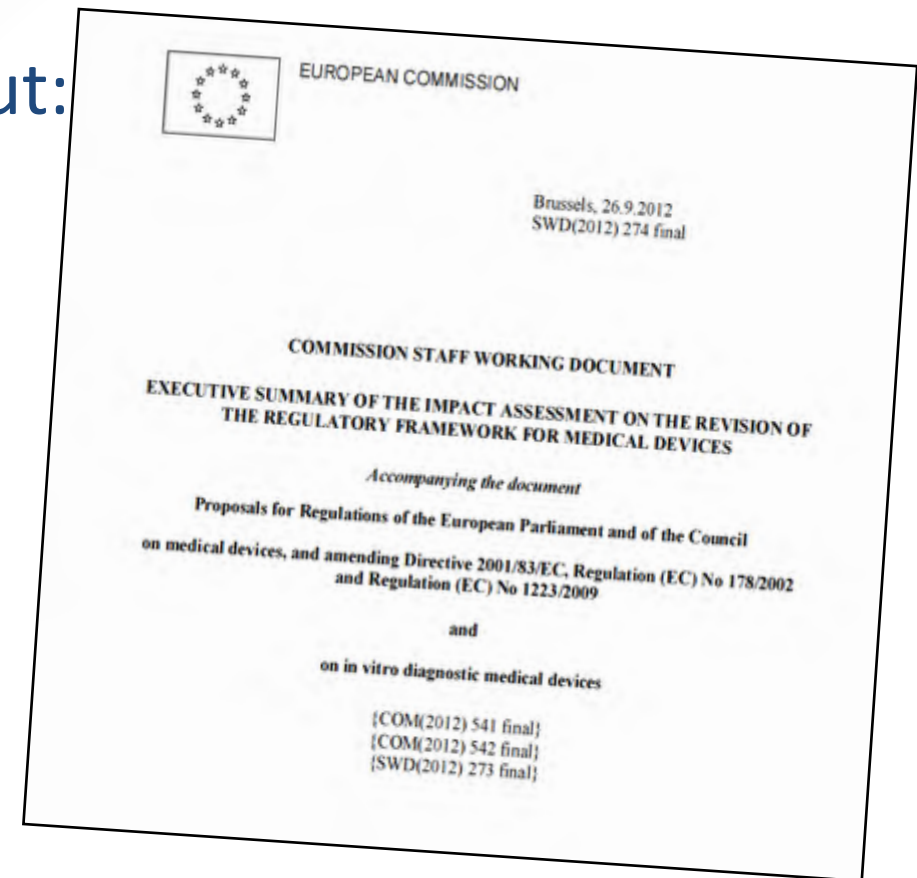 ut:
EUROPEAN COMMISSION
Brussels, 26.9.2012
SWD(2012) 274 final
COMMISSION STAFF WORKING DOCUMENT
EXECUTIVE SUMMARY OF THE IMPACT ASSESSMENT ON THE REVISION OF
THE REGULATORY FRAMEWORK FOR MEDICAL DEVICES
Accompanying the document
Proposals for Regulations of the European Parliament and of the Council
on medical devices, and amending Directive 2001/83/EC, Regulation (EC) No 178/2002
and Regulation (EC) No 1223/2009
and
on in vitro diagnostic medical devices
{COM(2012) 541 final}
{COM(2012) 542 final}
{SWD(2012) 273 final}